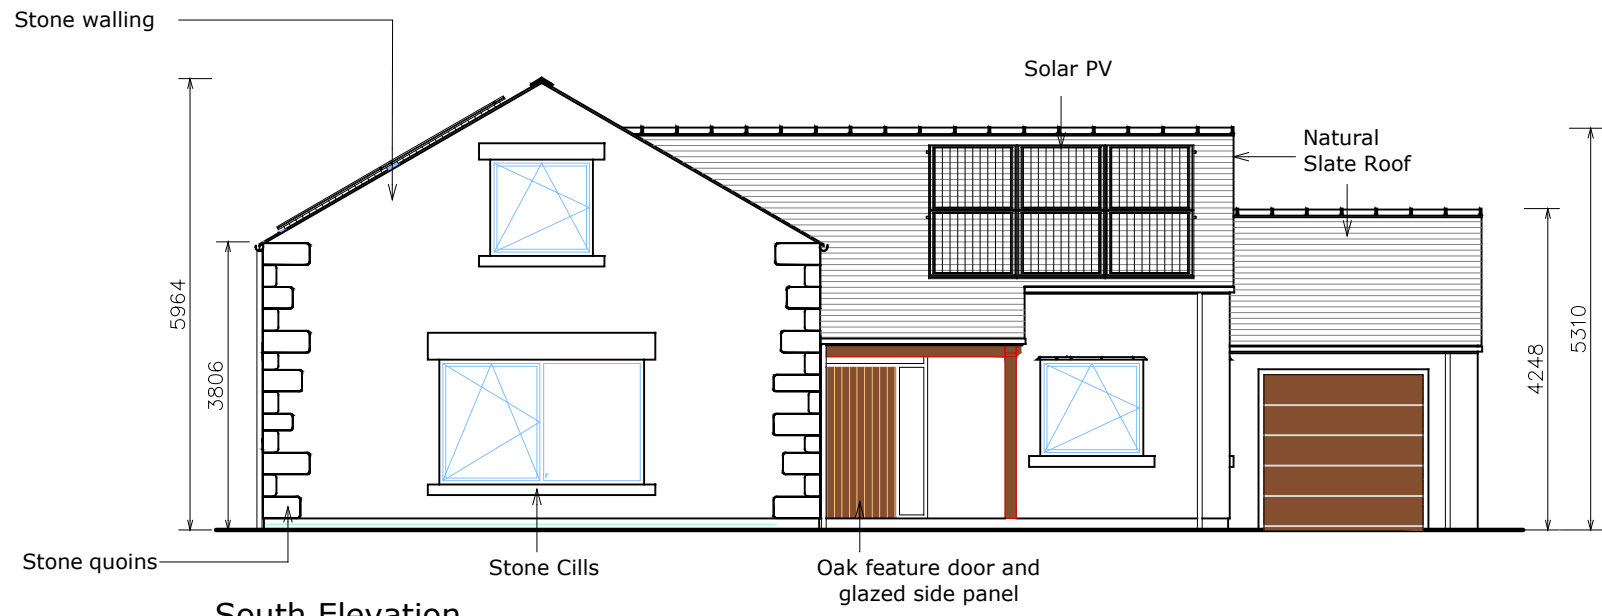 Stone walling
Solar PV
Natural
Slate Roof
5964
3806
5310
4248
Stone quoins
Stone Cills
Oak feature door and
glazed side panel
South Elevation